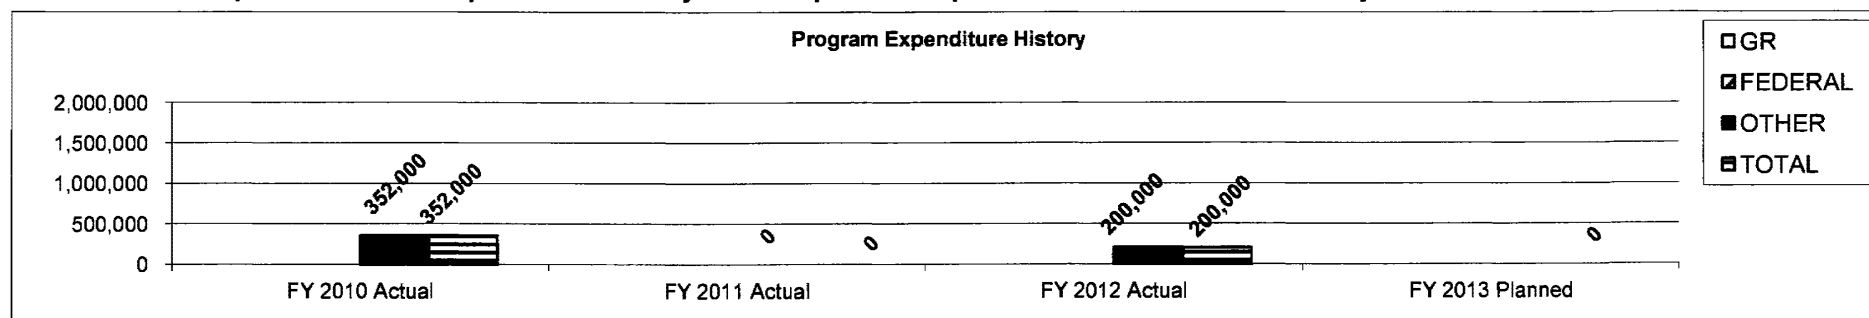 Program Expenditure History
GR
FEDERAL
OTHER
TOTAL
2,000,000
1,500,000
1,000,000
500,000
0
352,000
352,000
0
0
200,000
200,000
0
FY 2010 Actual
FY 2011 Actual
FY 2012 Actual
FY 2013 Planned